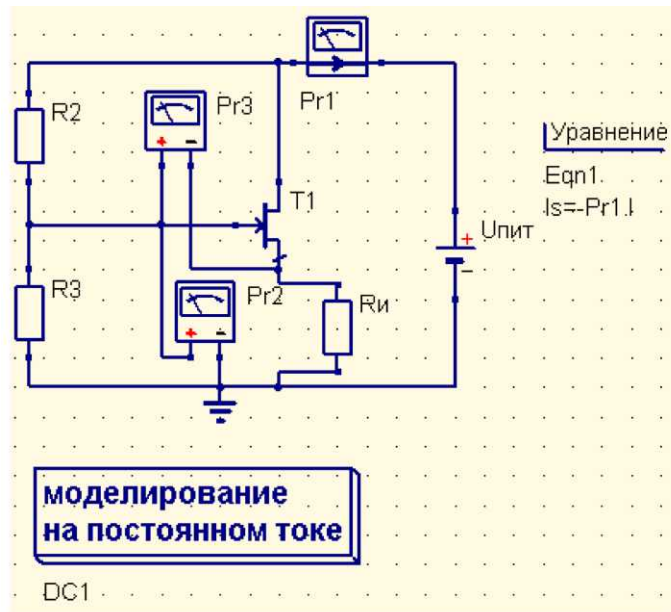 Pr1
R2
Pr3
Уравнение
Eqn1
Is=-Pr1.I
T1
Uпит
+
-
R3
Pr2
Rи
+ -
+ -
моделирование
на постоянном токе
DC1